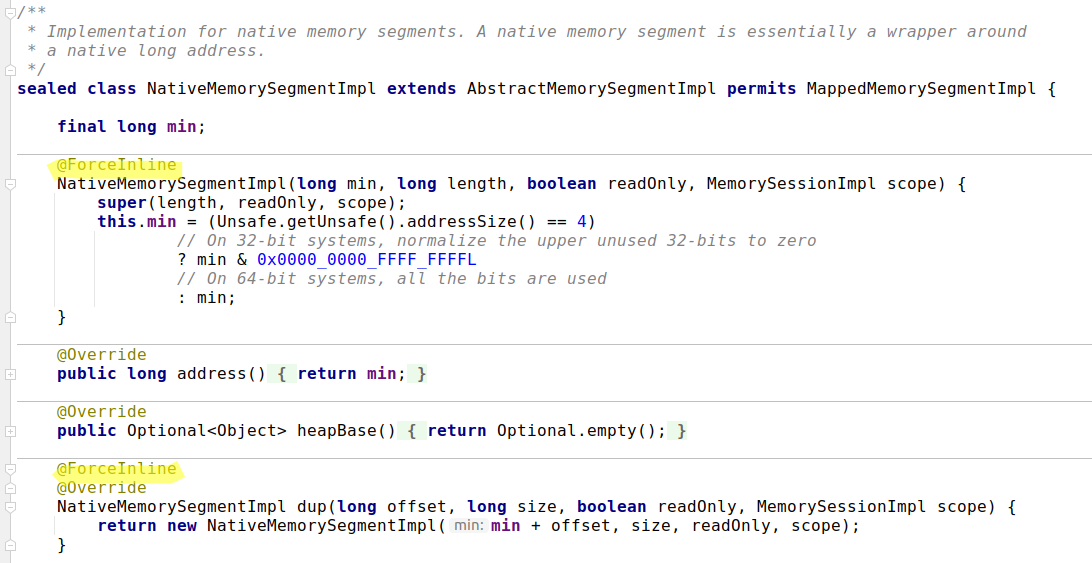 /**
 * Implementation for native memory segments. A native memory segment is essentially a wrapper around
 * a native long address.
 */
sealed class NativeMemorySegmentImpl extends AbstractMemorySegmentImpl permits MappedMemorySegmentImpl {
    final long min;
    @ForceInline
    NativeMemorySegmentImpl(long min, long length, boolean readOnly, MemorySessionImpl scope) {
        super(length, readOnly, scope);
        this.min = (Unsafe.getUnsafe().addressSize() == 4)
                // On 32-bit systems, normalize the upper unused 32-bits to zero
                ? min & 0x0000_0000_FFFF_FFFFL
                // On 64-bit systems, all the bits are used
                : min;
    }
    @Override
    public long address() { return min; }
    @Override
    public Optional<Object> heapBase() { return Optional.empty(); }
    @ForceInline
    @Override
    NativeMemorySegmentImpl dup(long offset, long size, boolean readOnly, MemorySessionImpl scope) {
        return new NativeMemorySegmentImpl( min: min + offset, size, readOnly, scope);
    }